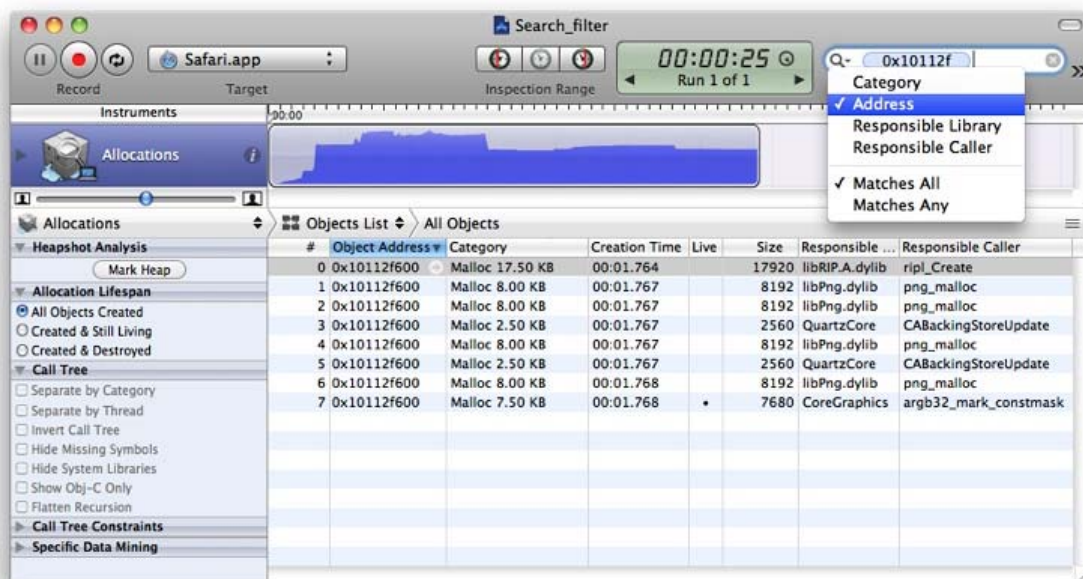 Search_filter
Safari.app
00:00:25
Run 1 of 1
0x10112f
Record
Target
Inspection Range
Category
✓ Address
Responsible Library
Responsible Caller
✓ Matches All
Matches Any
Instruments
00:00
Allocations
Allocations
Objects List
All Objects
Heapshot Analysis
Mark Heap
Allocation Lifespan
All Objects Created
Created & Still Living
Created & Destroyed
Call Tree
Separate by Category
Separate by Thread
Invert Call Tree
Hide Missing Symbols
Hide System Libraries
Show Obj-C Only
Flatten Recursion
Call Tree Constraints
Specific Data Mining
# Object Address Category Creation Time Live Size Responsible ... Responsible Caller
0 0x10112f600 Malloc 17.50 KB 00:01.764 17920 libRIP.A.dylib ripl_Create
1 0x10112f600 Malloc 8.00 KB 00:01.767 8192 libPng.dylib png_malloc
2 0x10112f600 Malloc 8.00 KB 00:01.767 8192 libPng.dylib png_malloc
3 0x10112f600 Malloc 2.50 KB 00:01.767 2560 QuartzCore CABackingStoreUpdate
4 0x10112f600 Malloc 8.00 KB 00:01.767 8192 libPng.dylib png_malloc
5 0x10112f600 Malloc 2.50 KB 00:01.767 2560 QuartzCore CABackingStoreUpdate
6 0x10112f600 Malloc 8.00 KB 00:01.768 8192 libPng.dylib png_malloc
7 0x10112f600 Malloc 7.50 KB 00:01.768 • 7680 CoreGraphics argb32_mark_constmask